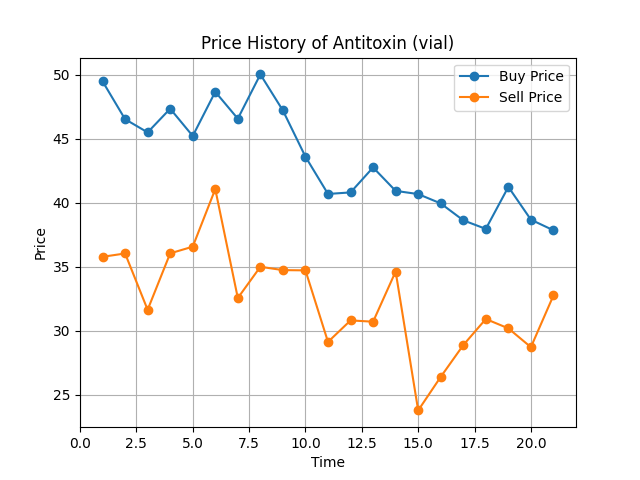 Price History of Antitoxin (vial)
Buy Price
Sell Price
50
45
40
35
30
25
Price
0.0 2.5 5.0 7.5 10.0 12.5 15.0 17.5 20.0
Time